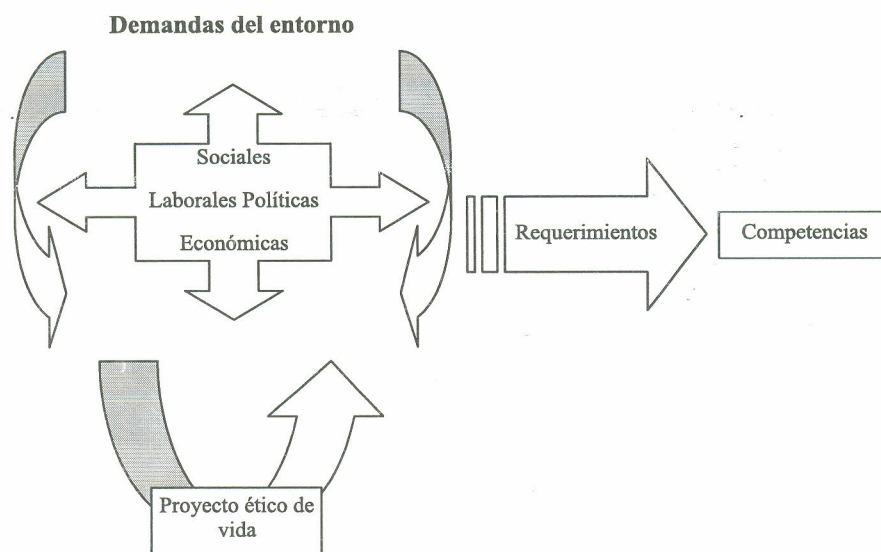 Demandas del entorno
Sociales
Laborales Políticas
Económicas
Requerimientos
Competencias
Proyecto ético de
vida